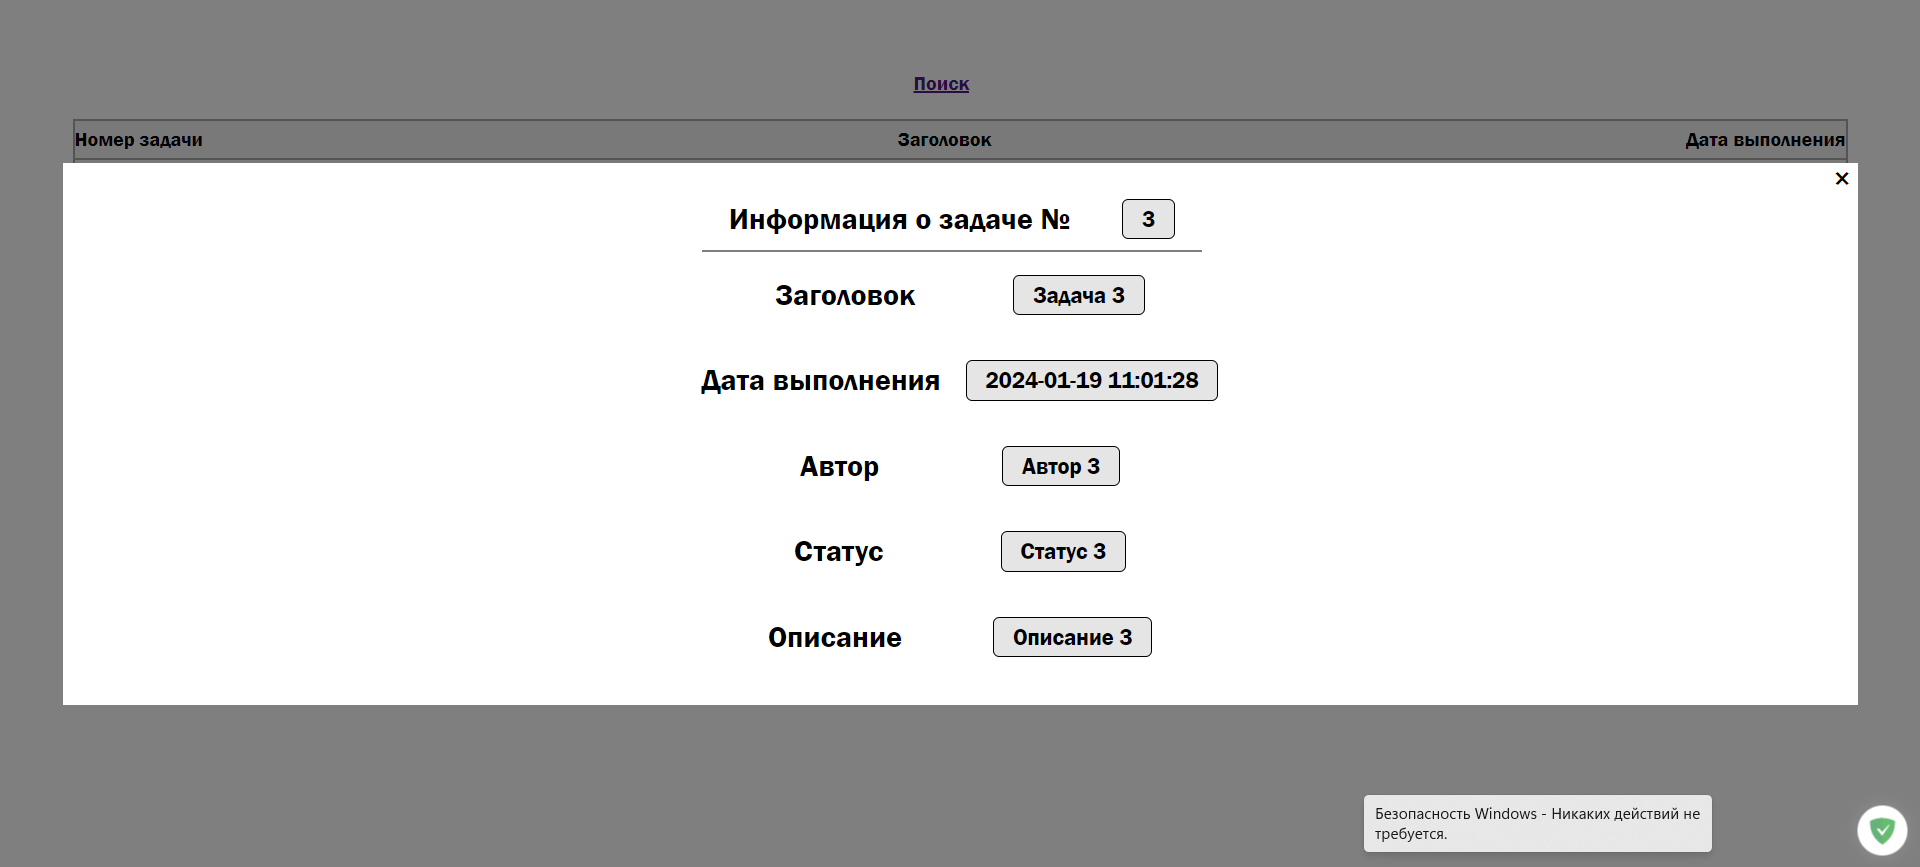 Поиск
Номер задачи Заголовок Дата выполнения
×
Информация о задаче № 3
Заголовок Задача 3
Дата выполнения 2024-01-19 11:01:28
Автор Автор 3
Статус Статус 3
Описание Описание 3
Безопасность Windows - Никаких действий не
требуется.